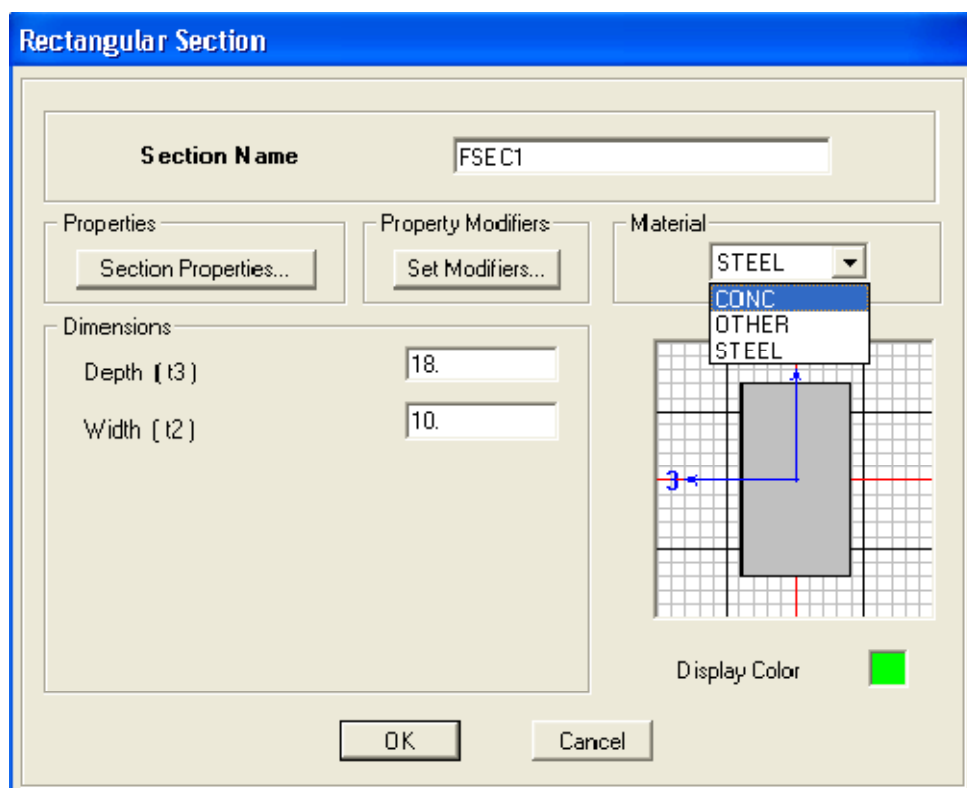 Rectangular Section
Section Name
FSEC1
Properties
Property Modifiers
Material
Section Properties...
Set Modifiers...
STEEL
CONC
OTHER
STEEL
Dimensions
Depth ( t3 )
18.
Width ( t2 )
10.
3
Display Color
OK
Cancel